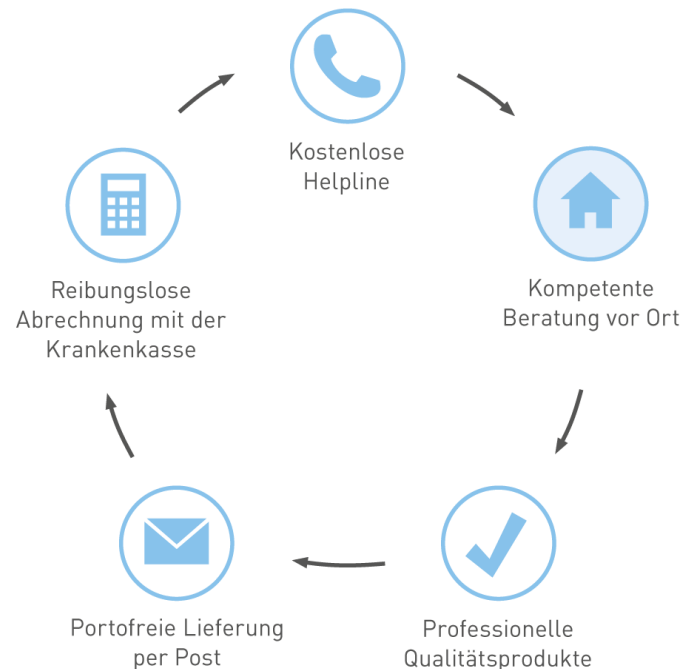 Kostenlose
Helpline
Kompetente
Beratung vor Ort
Professionelle
Qualitätsprodukte
Portofreie Lieferung
per Post
Reibungslose
Abrechnung mit der
Krankenkasse